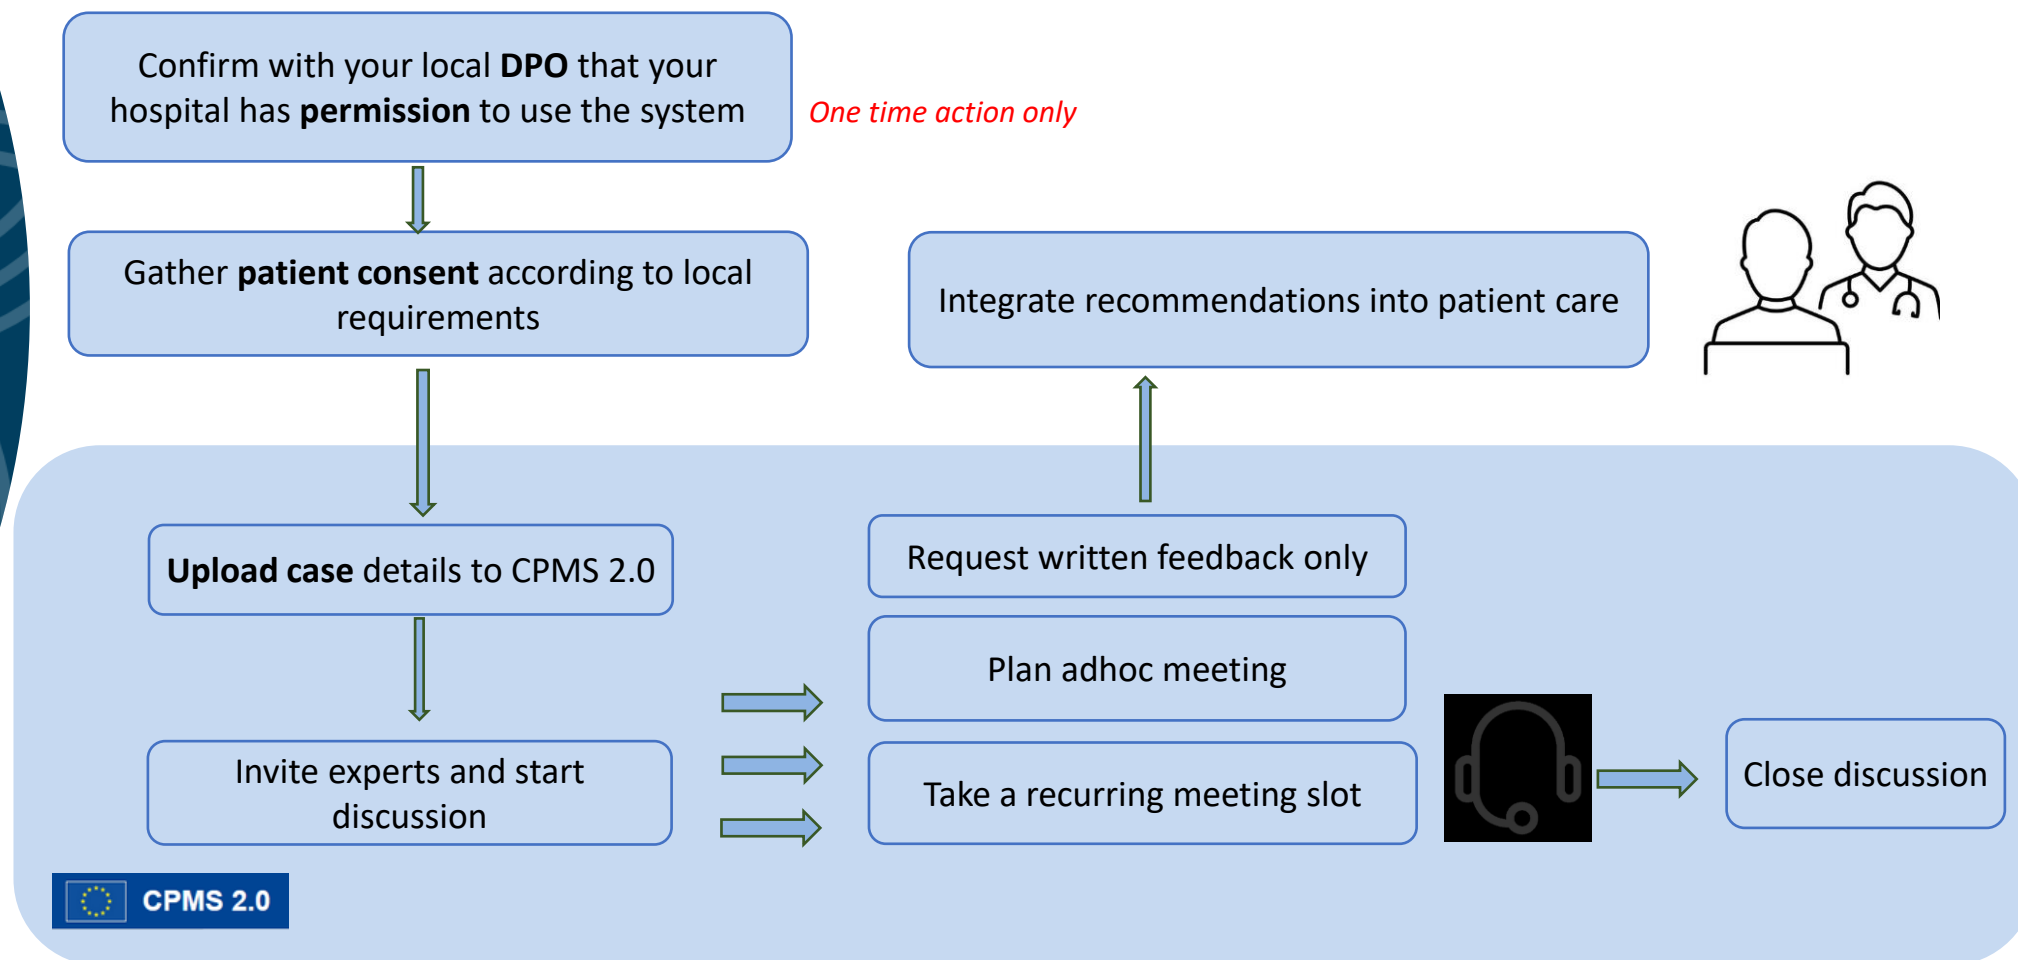 Confirm with your local DPO that your
hospital has permission to use the system
One time action only
Gather patient consent according to local
requirements
Integrate recommendations into patient care
Upload case details to CPMS 2.0
Request written feedback only
Plan adhoc meeting
Invite experts and start
discussion
Take a recurring meeting slot
Close discussion
CPMS 2.0